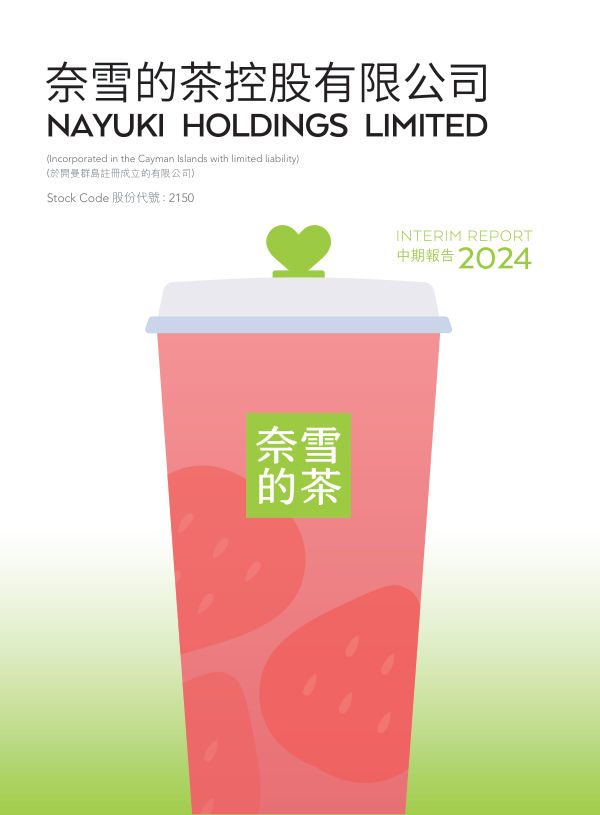 奈雪的茶控股有限公司
NAYUKI HOLDINGS LIMITED
(Incorporated in the Cayman Islands with limited liability)
(於開曼群島註冊成立的有限公司)
Stock Code 股份代號 : 2150
INTERIM REPORT
中期報告 2024
奈雪
的茶